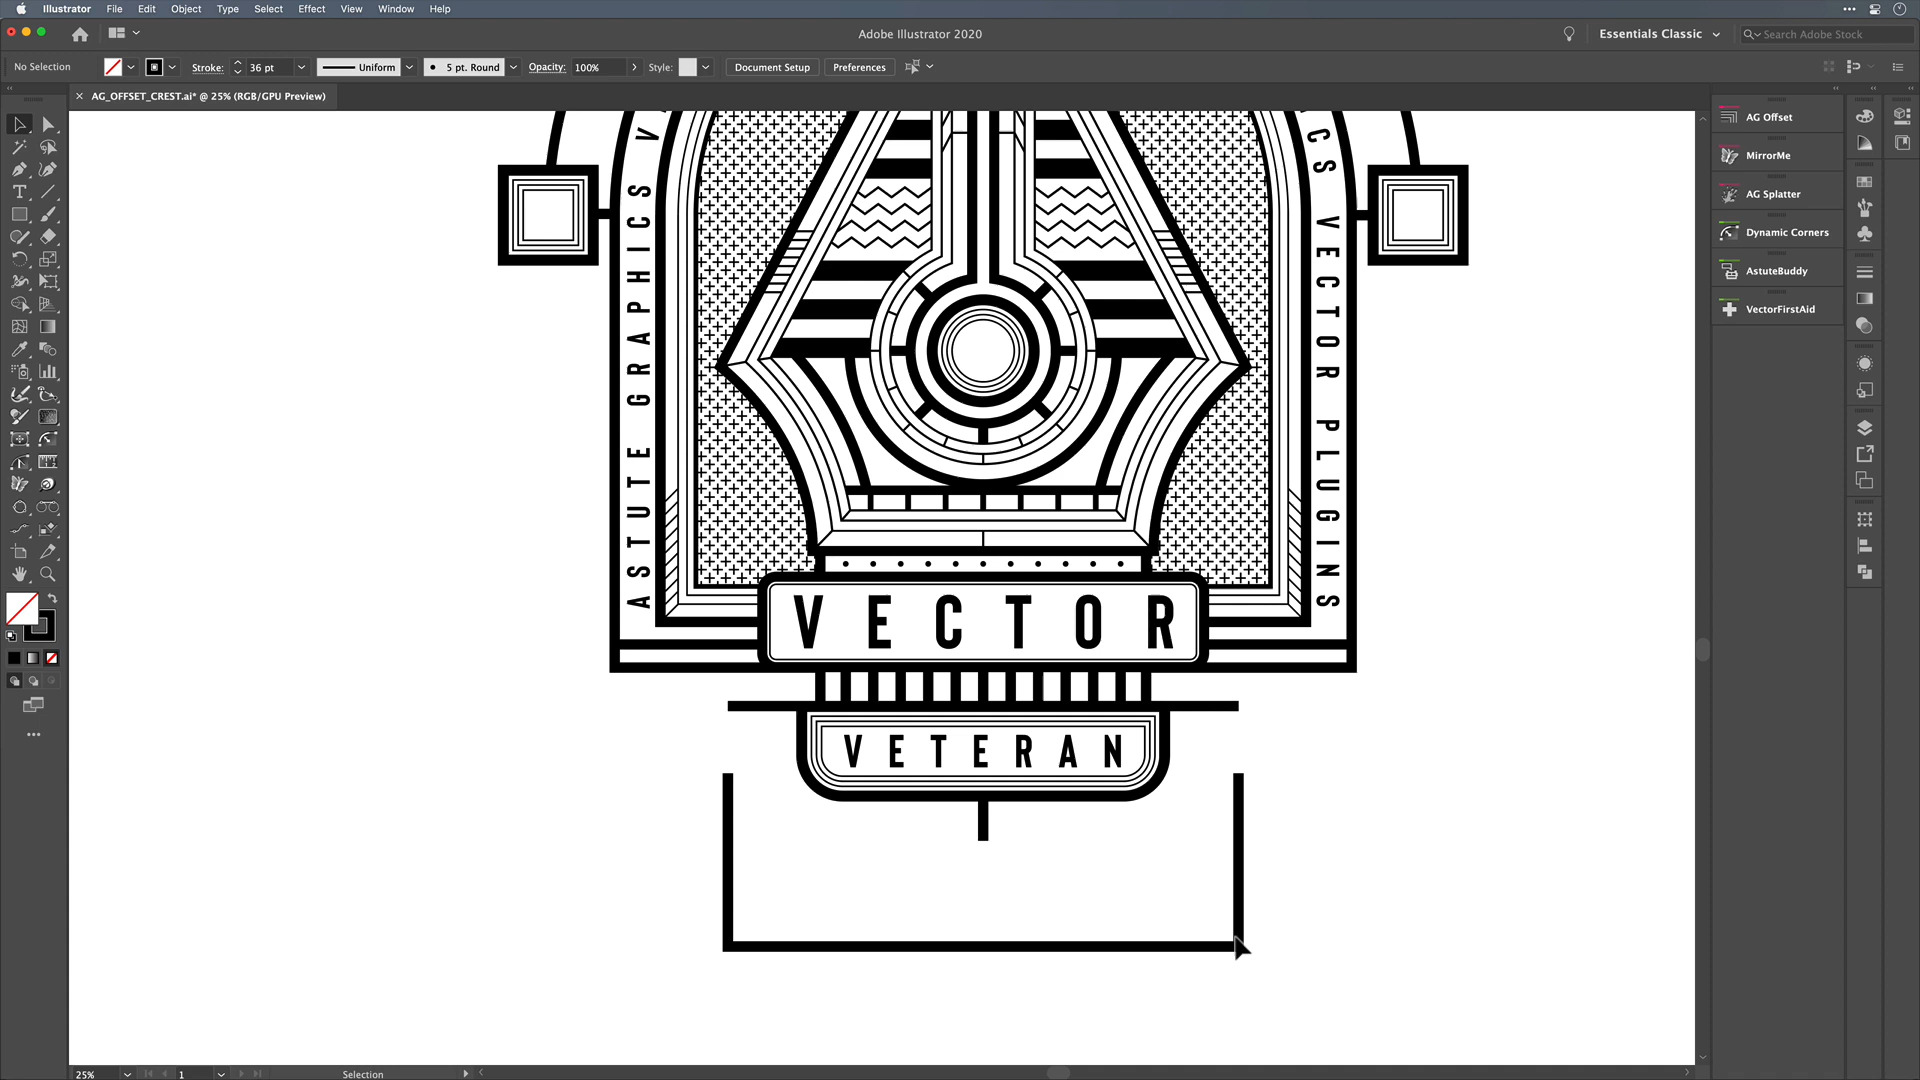 Illustrator File Edit Object Type Select Effect View Window Help
Adobe Illustrator 2020
Essentials Classic
Search Adobe Stock
No Selection
Stroke: 36 pt
Uniform
5 pt. Round
Opacity: 100%
Style:
Document Setup
Preferences
AG_OFFSET_CREST.ai* @ 25% (RGB/GPU Preview)
AG Offset
MirrorMe
AG Splatter
Dynamic Corners
AstuteBuddy
VectorFirstAid
ASTUTE GRAPHICS V
CS VECTOR PLUGINS
VECTOR
VETERAN
25%
1
Selection